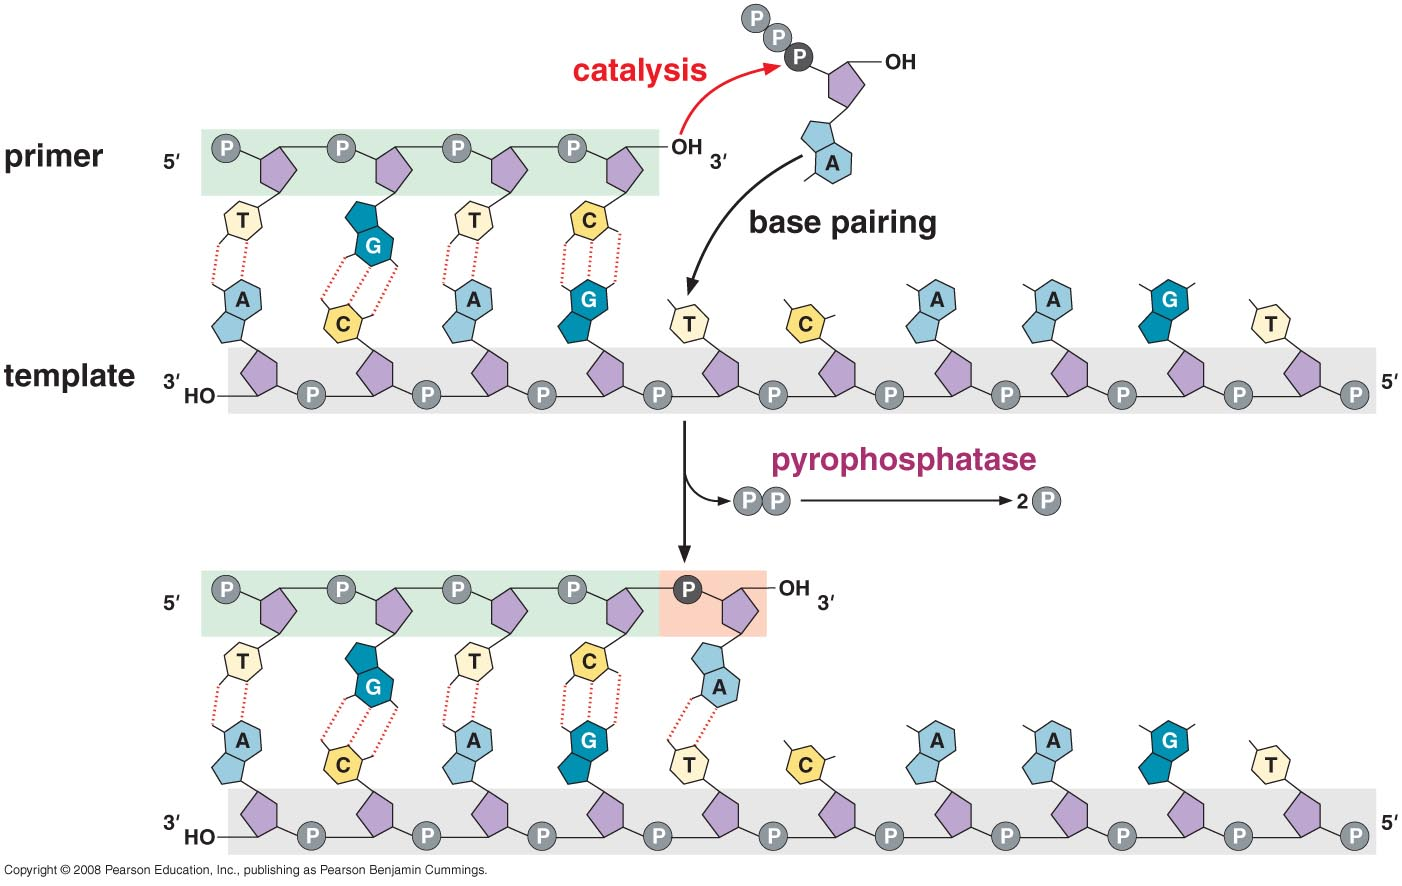 P P P OH
catalysis
A
primer 5′ P P P P OH 3′
T G T C
base pairing
A C A G T C A A G T
template 3′ HO P P P P P P P P P P 5′
pyrophosphatase
P P 2 P
5′ P P P P P OH 3′
T G T C A
A C A G T C A A G T
3′ HO P P P P P P P P P P 5′
Copyright © 2008 Pearson Education, Inc., publishing as Pearson Benjamin Cummings.